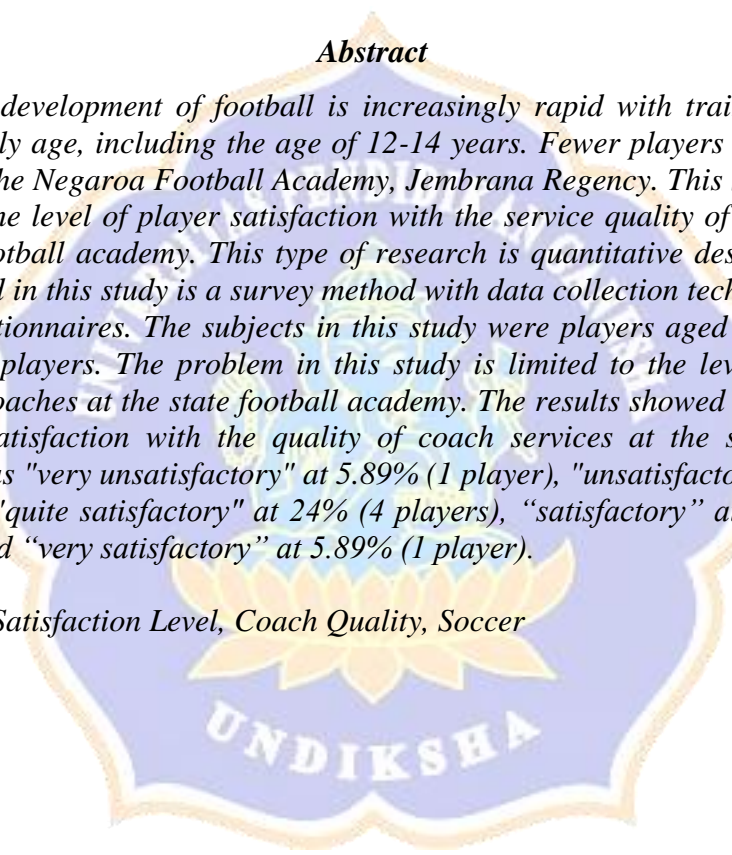 Abstract
development of football is increasingly rapid with trai
ly age, including the age of 12-14 years. Fewer players
he Negaroa Football Academy, Jembrana Regency. This
he level of player satisfaction with the service quality of
otball academy. This type of research is quantitative des
d in this study is a survey method with data collection tech
tionnaires. The subjects in this study were players aged
players. The problem in this study is limited to the lev
oaches at the state football academy. The results showed
atisfaction with the quality of coach services at the s
as "very unsatisfactory" at 5.89% (1 player), "unsatisfacto
"quite satisfactory" at 24% (4 players), “satisfactory” a
d “very satisfactory” at 5.89% (1 player).
Satisfaction Level, Coach Quality, Soccer
UNIVERSITAS PENDIDIKAN GANESHA
UNDIKSHA